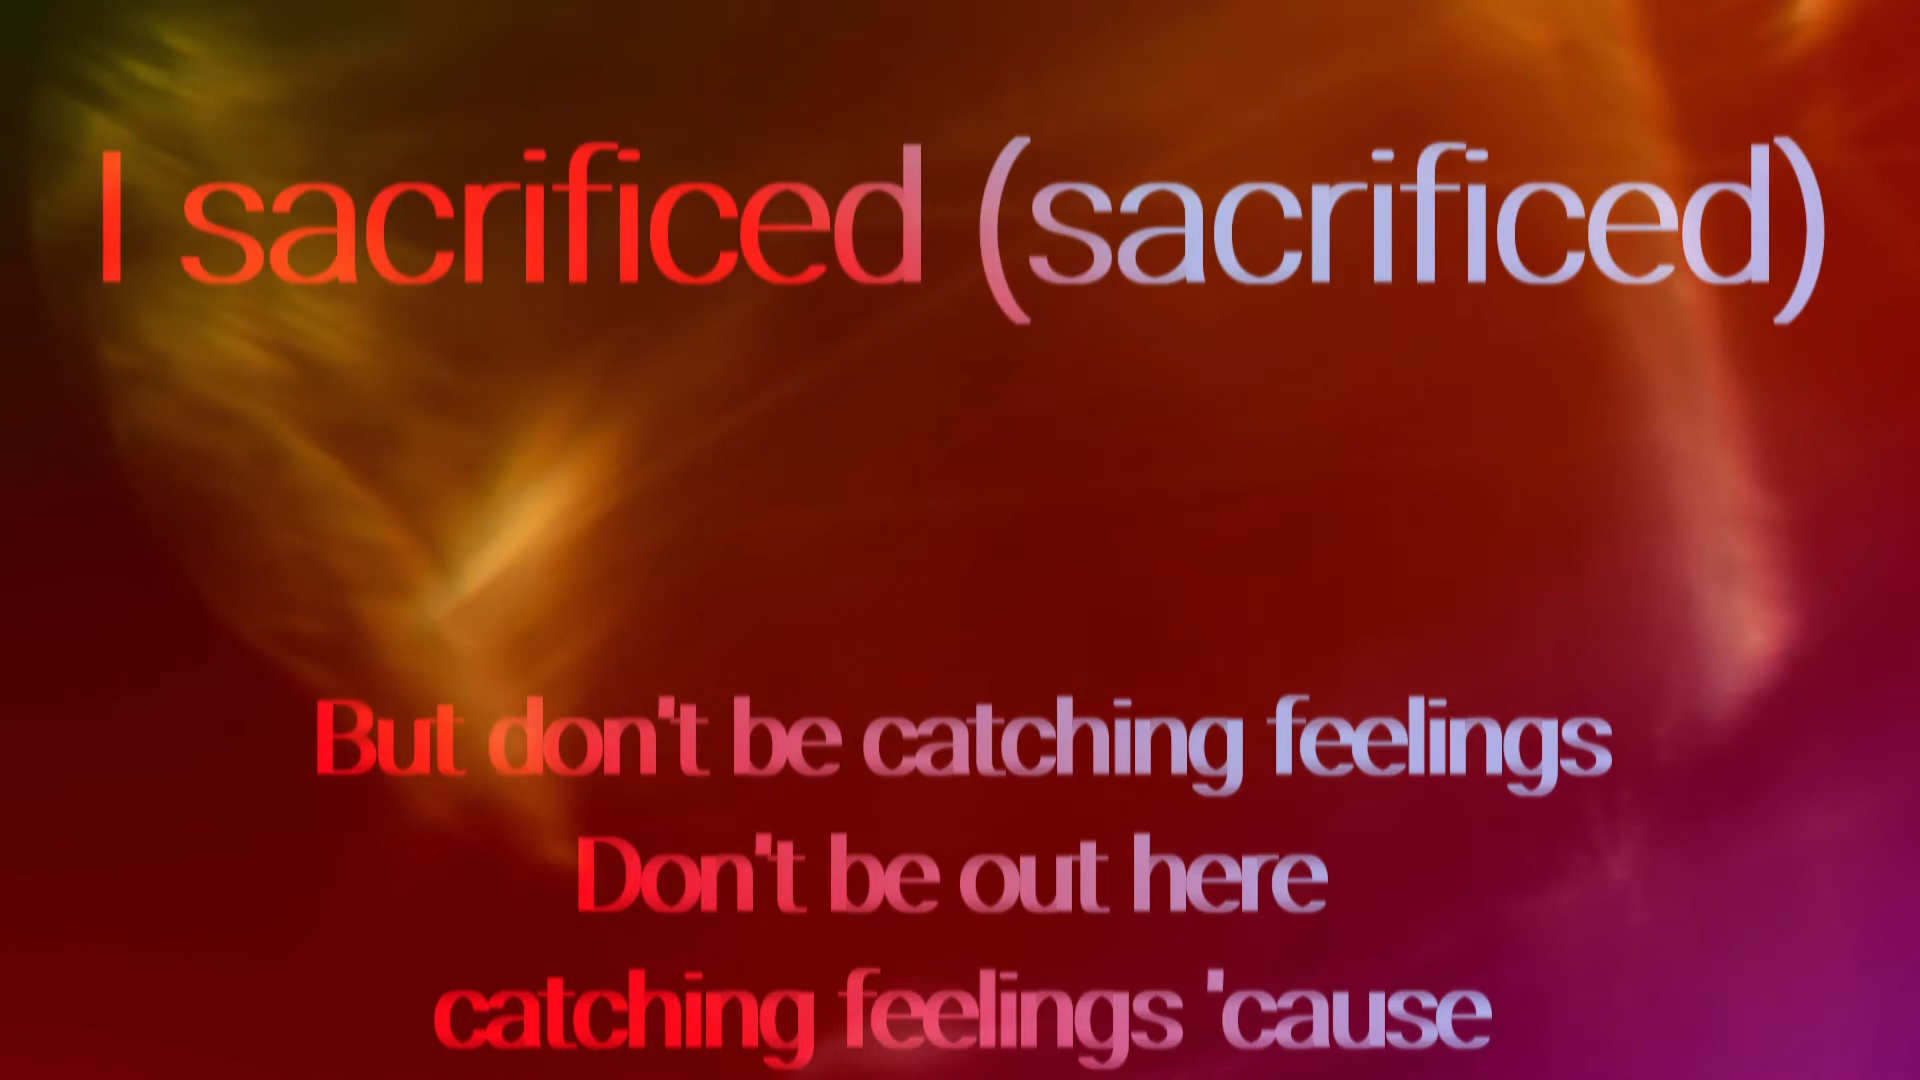 I sacrificed (sacrificed)
But don't be catching feelings
Don't be out here
catching feelings 'cause